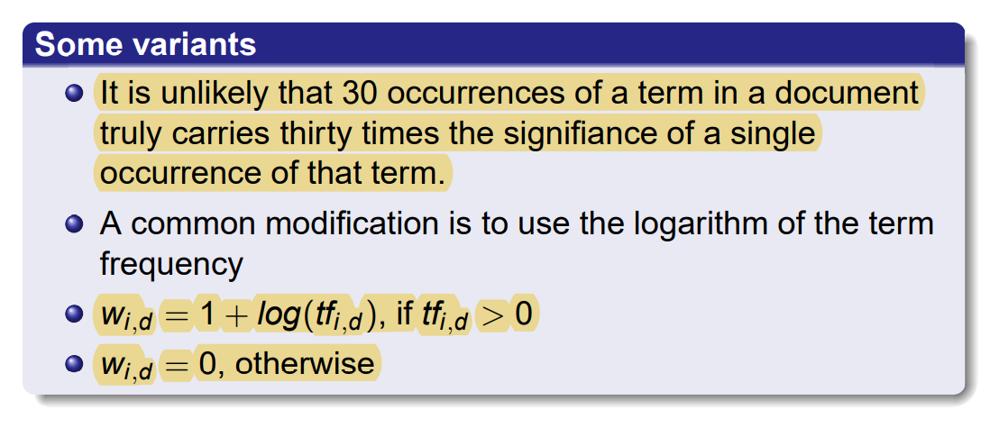 Some variants
It is unlikely that 30 occurrences of a term in a document
truly carries thirty times the signifiance of a single
occurrence of that term.
A common modification is to use the logarithm of the term
frequency
w_{i,d} = 1 + log(tf_{i,d}), if tf_{i,d} > 0
w_{i,d} = 0, otherwise